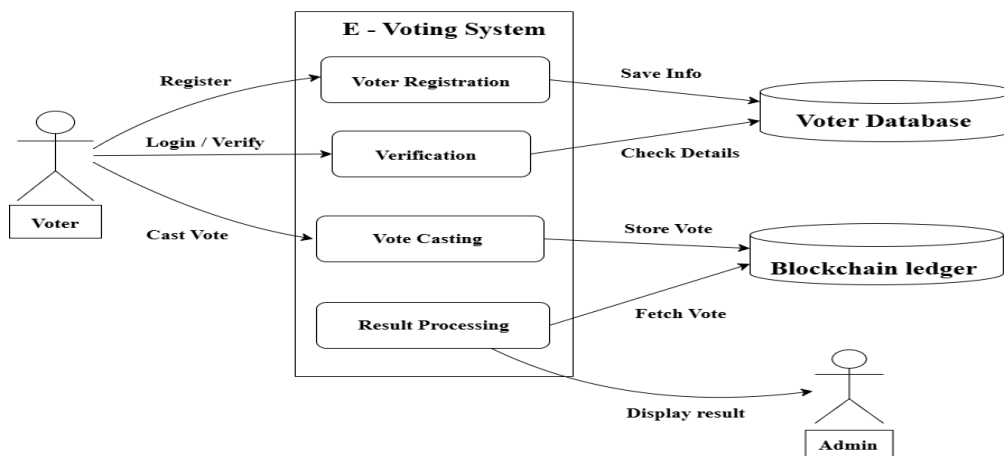 E - Voting System
Register
Voter Registration
Save Info
Voter Database
Login / Verify
Verification
Check Details
Voter
Cast Vote
Vote Casting
Store Vote
Blockchain ledger
Result Processing
Fetch Vote
Display result
Admin